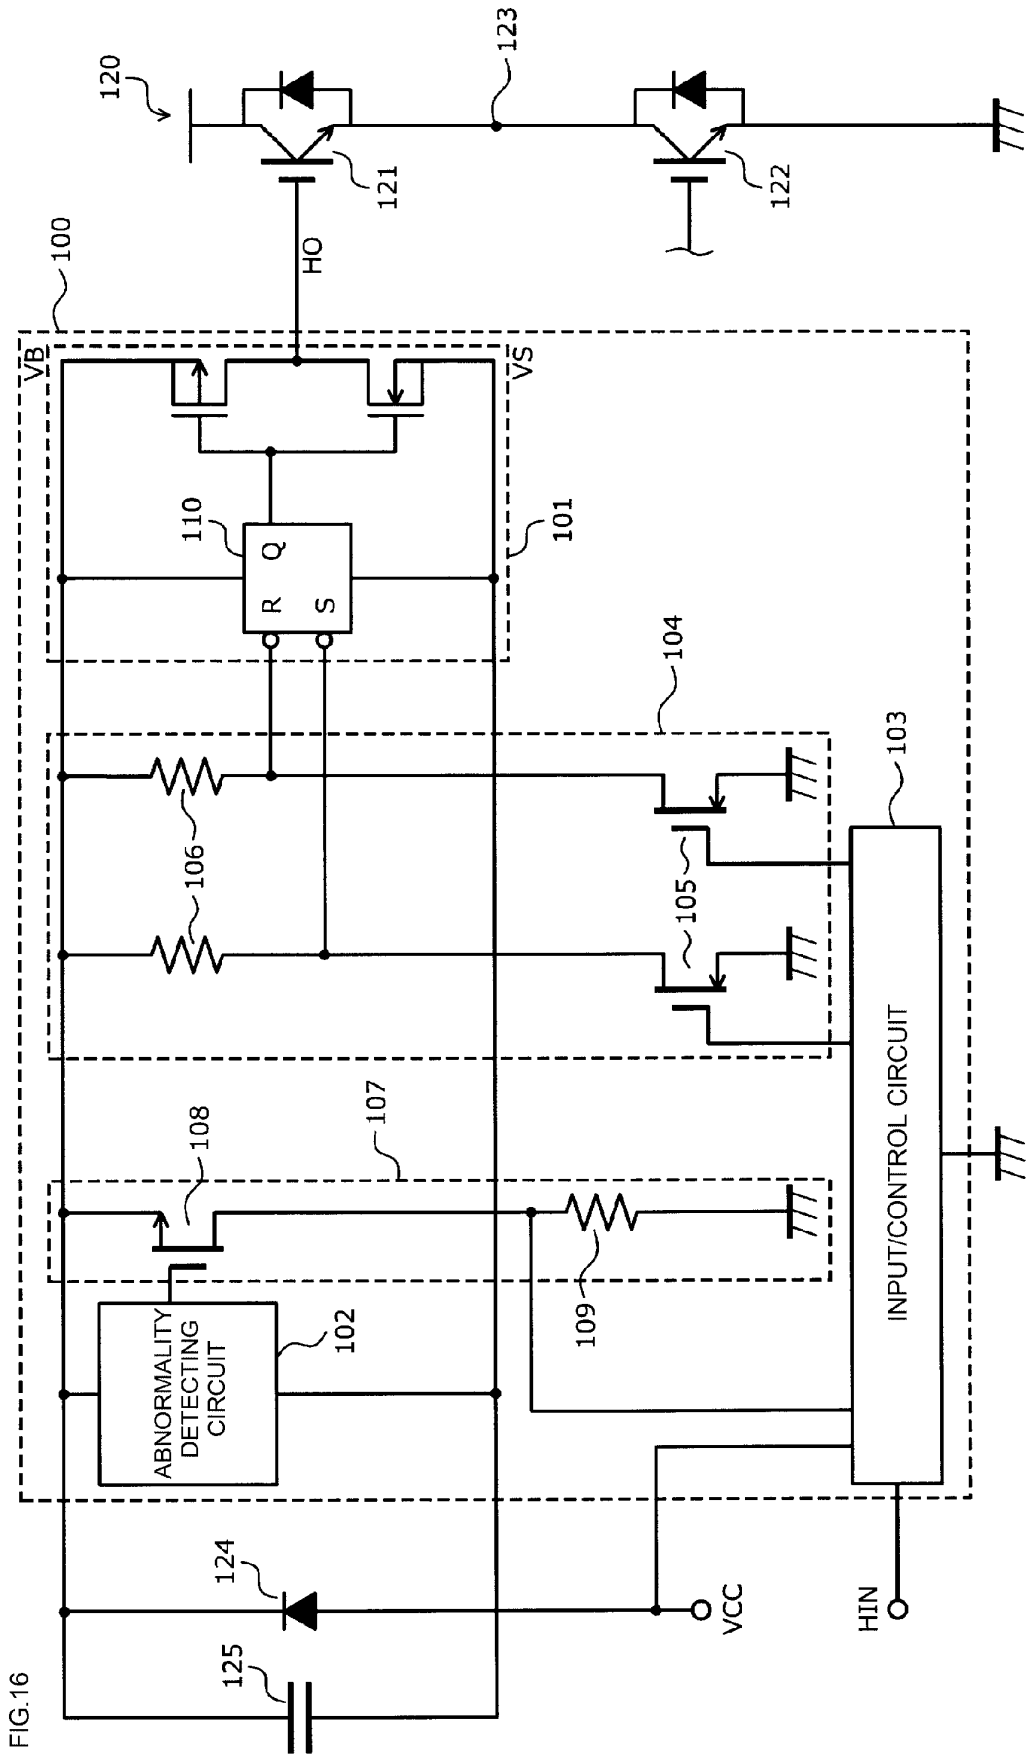 FIG.16
125
124
VCC
HIN
ABNORMALITY
DETECTING
CIRCUIT
102
108
107
109
INPUT/CONTROL CIRCUIT
103
106
105
104
R
S
Q
110
101
VB
VS
100
HO
120
121
123
122